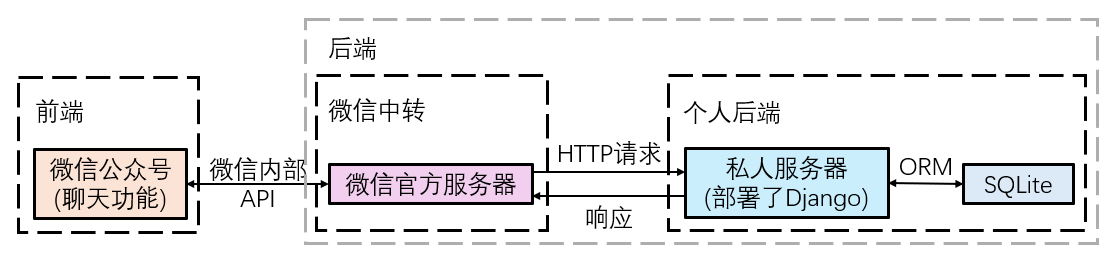 后端
前端
微信中转
个人后端
微信公众号
(聊天功能)
微信内部
API
微信官方服务器
HTTP请求
响应
私人服务器
(部署了Django)
ORM
SQLite